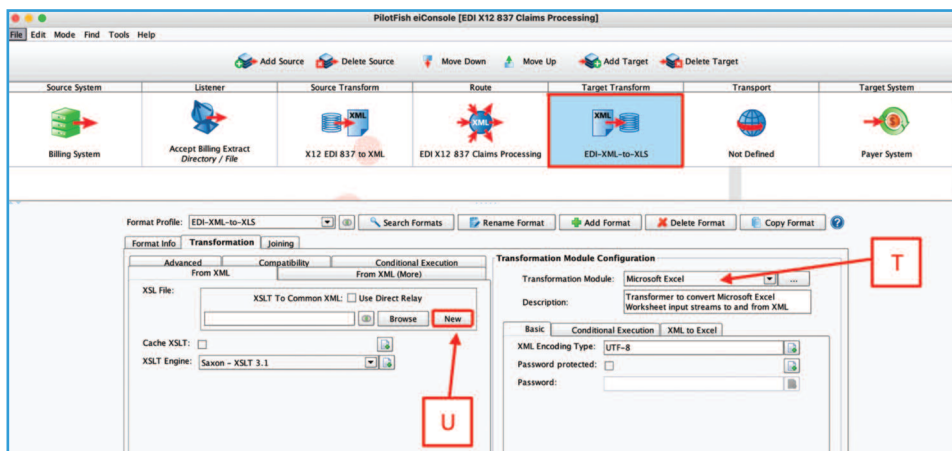 PilotFish eiConsole [EDI X12 837 Claims Processing]
File Edit Mode Find Tools Help
Add Source Delete Source Move Down Move Up Add Target Delete Target
Source System Listener Source Transform Route Target Transform Transport Target System
XML XML XML
Billing System Accept Billing Extract X12 EDI 837 to XML EDI X12 837 Claims Processing EDI-XML-to-XLS Not Defined Payer System
Directory / File
Format Profile: EDI-XML-to-XLS Search Formats Rename Format Add Format Delete Format Copy Format
Format Info Transformation Joining
Advanced Compatibility Conditional Execution
From XML From XML (More)
XSL File:
XSLT To Common XML: Use Direct Relay
Browse New
Cache XSLT:
XSLT Engine: Saxon - XSLT 3.1
U
Transformation Module Configuration
Transformation Module: Microsoft Excel ...
T
Description: Transformer to convert Microsoft Excel
Worksheet input streams to and from XML
Basic Conditional Execution XML to Excel
XML Encoding Type: UTF-8
Password protected:
Password: